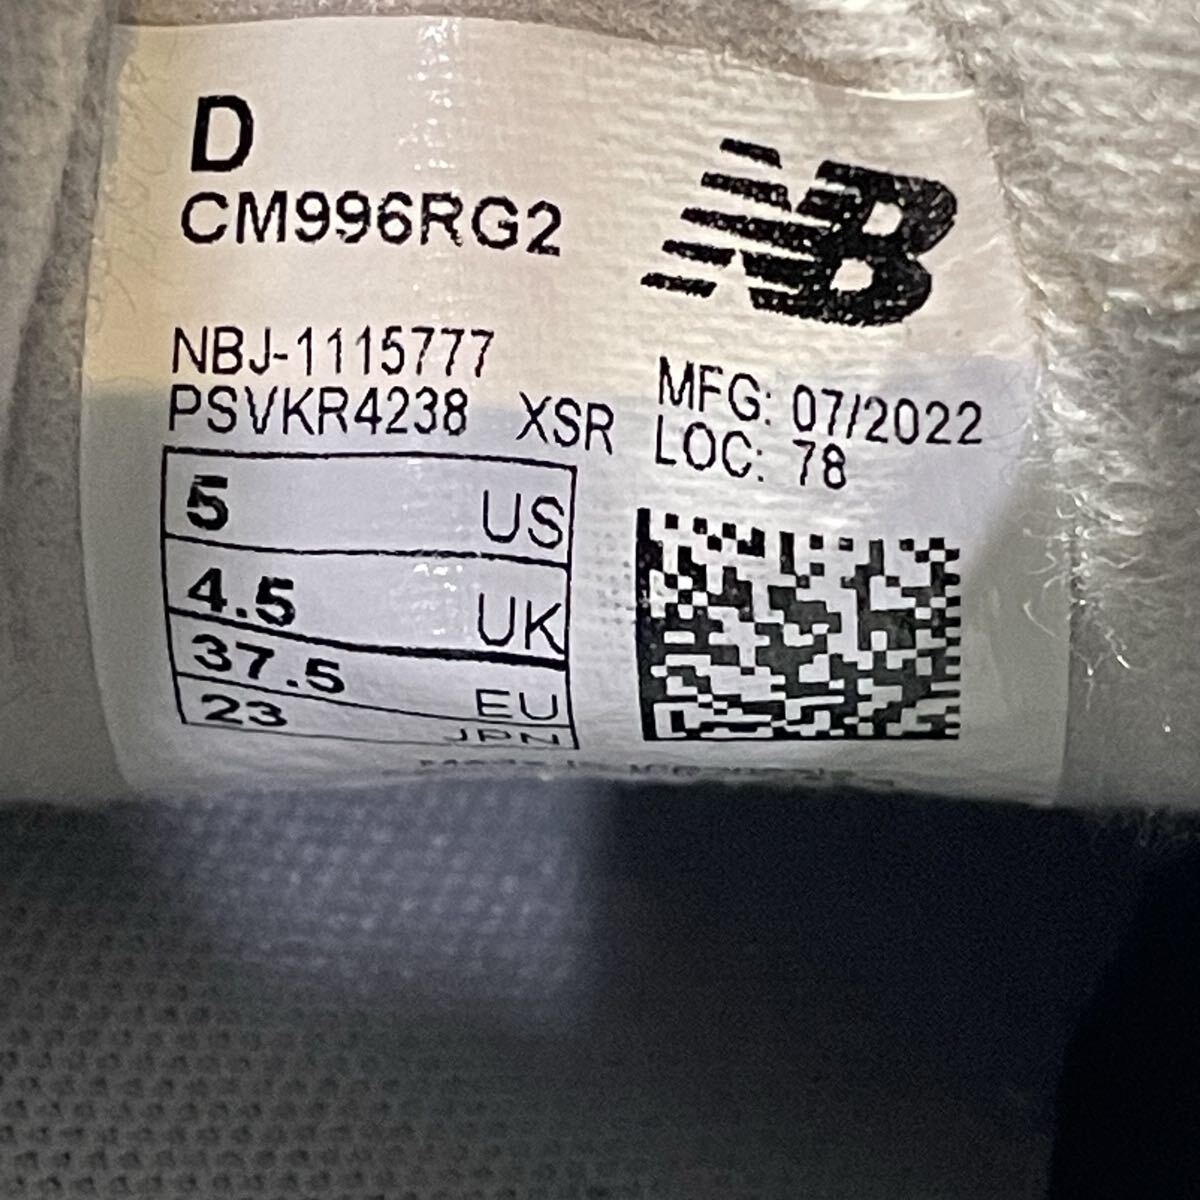 D
CM996RG2
NB
NBJ-1115777
PSVKR4238 XSR
MFG: 07/2022
LOC: 78
5 US
4.5 UK
37.5 EU
23 JPN